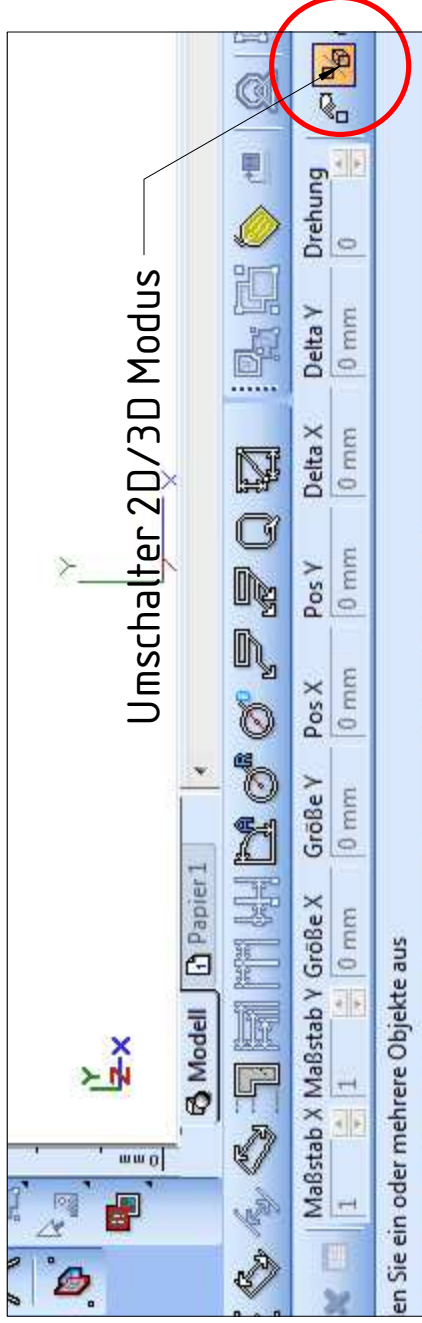 Umschalter 2D/3D Modus
Y
X
Y
Z
X
0 mm
Modell
1 Papier 1
A
R
D
Maßstab X
Maßstab Y
Größe X
Größe Y
Pos X
Pos Y
Delta X
Delta Y
Drehung
1
1
0 mm
0 mm
0 mm
0 mm
0 mm
0 mm
0
en Sie ein oder mehrere Objekte aus